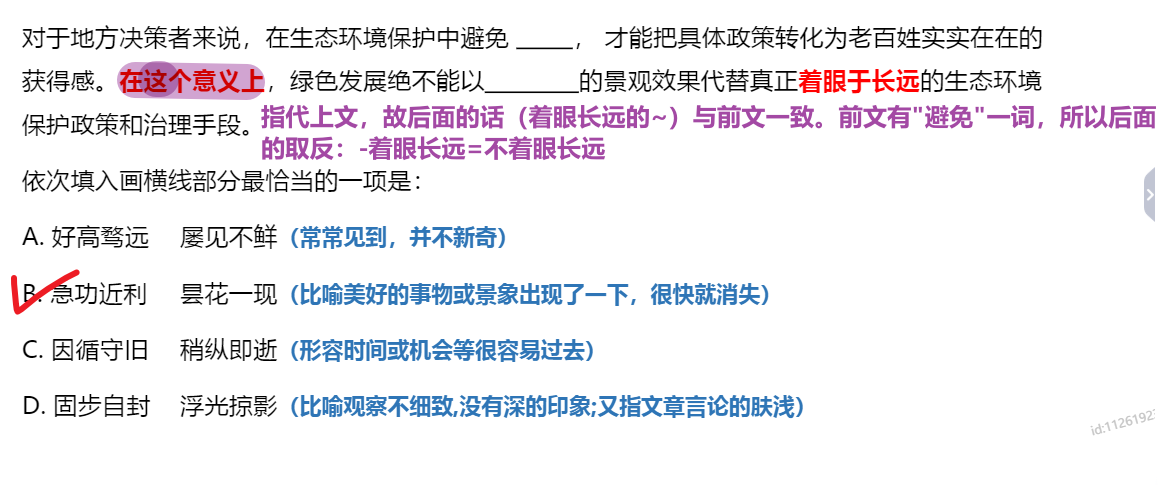 对于地方决策者来说，在生态环境保护中避免 _____， 才能把具体政策转化为老百姓实实在在的
获得感。在这个意义上，绿色发展绝不能以________的景观效果代替真正着眼于长远的生态环境
保护政策和治理手段。
指代上文，故后面的话（着眼长远的~）与前文一致。前文有"避免"一词，所以后面
的取反：-着眼长远=不着眼长远
依次填入画横线部分最恰当的一项是：
A. 好高骛远 屡见不鲜（常常见到，并不新奇）
B. 急功近利 昙花一现（比喻美好的事物或景象出现了一下，很快就消失）
C. 因循守旧 稍纵即逝（形容时间或机会等很容易过去）
D. 固步自封 浮光掠影（比喻观察不细致,没有深的印象;又指文章言论的肤浅）